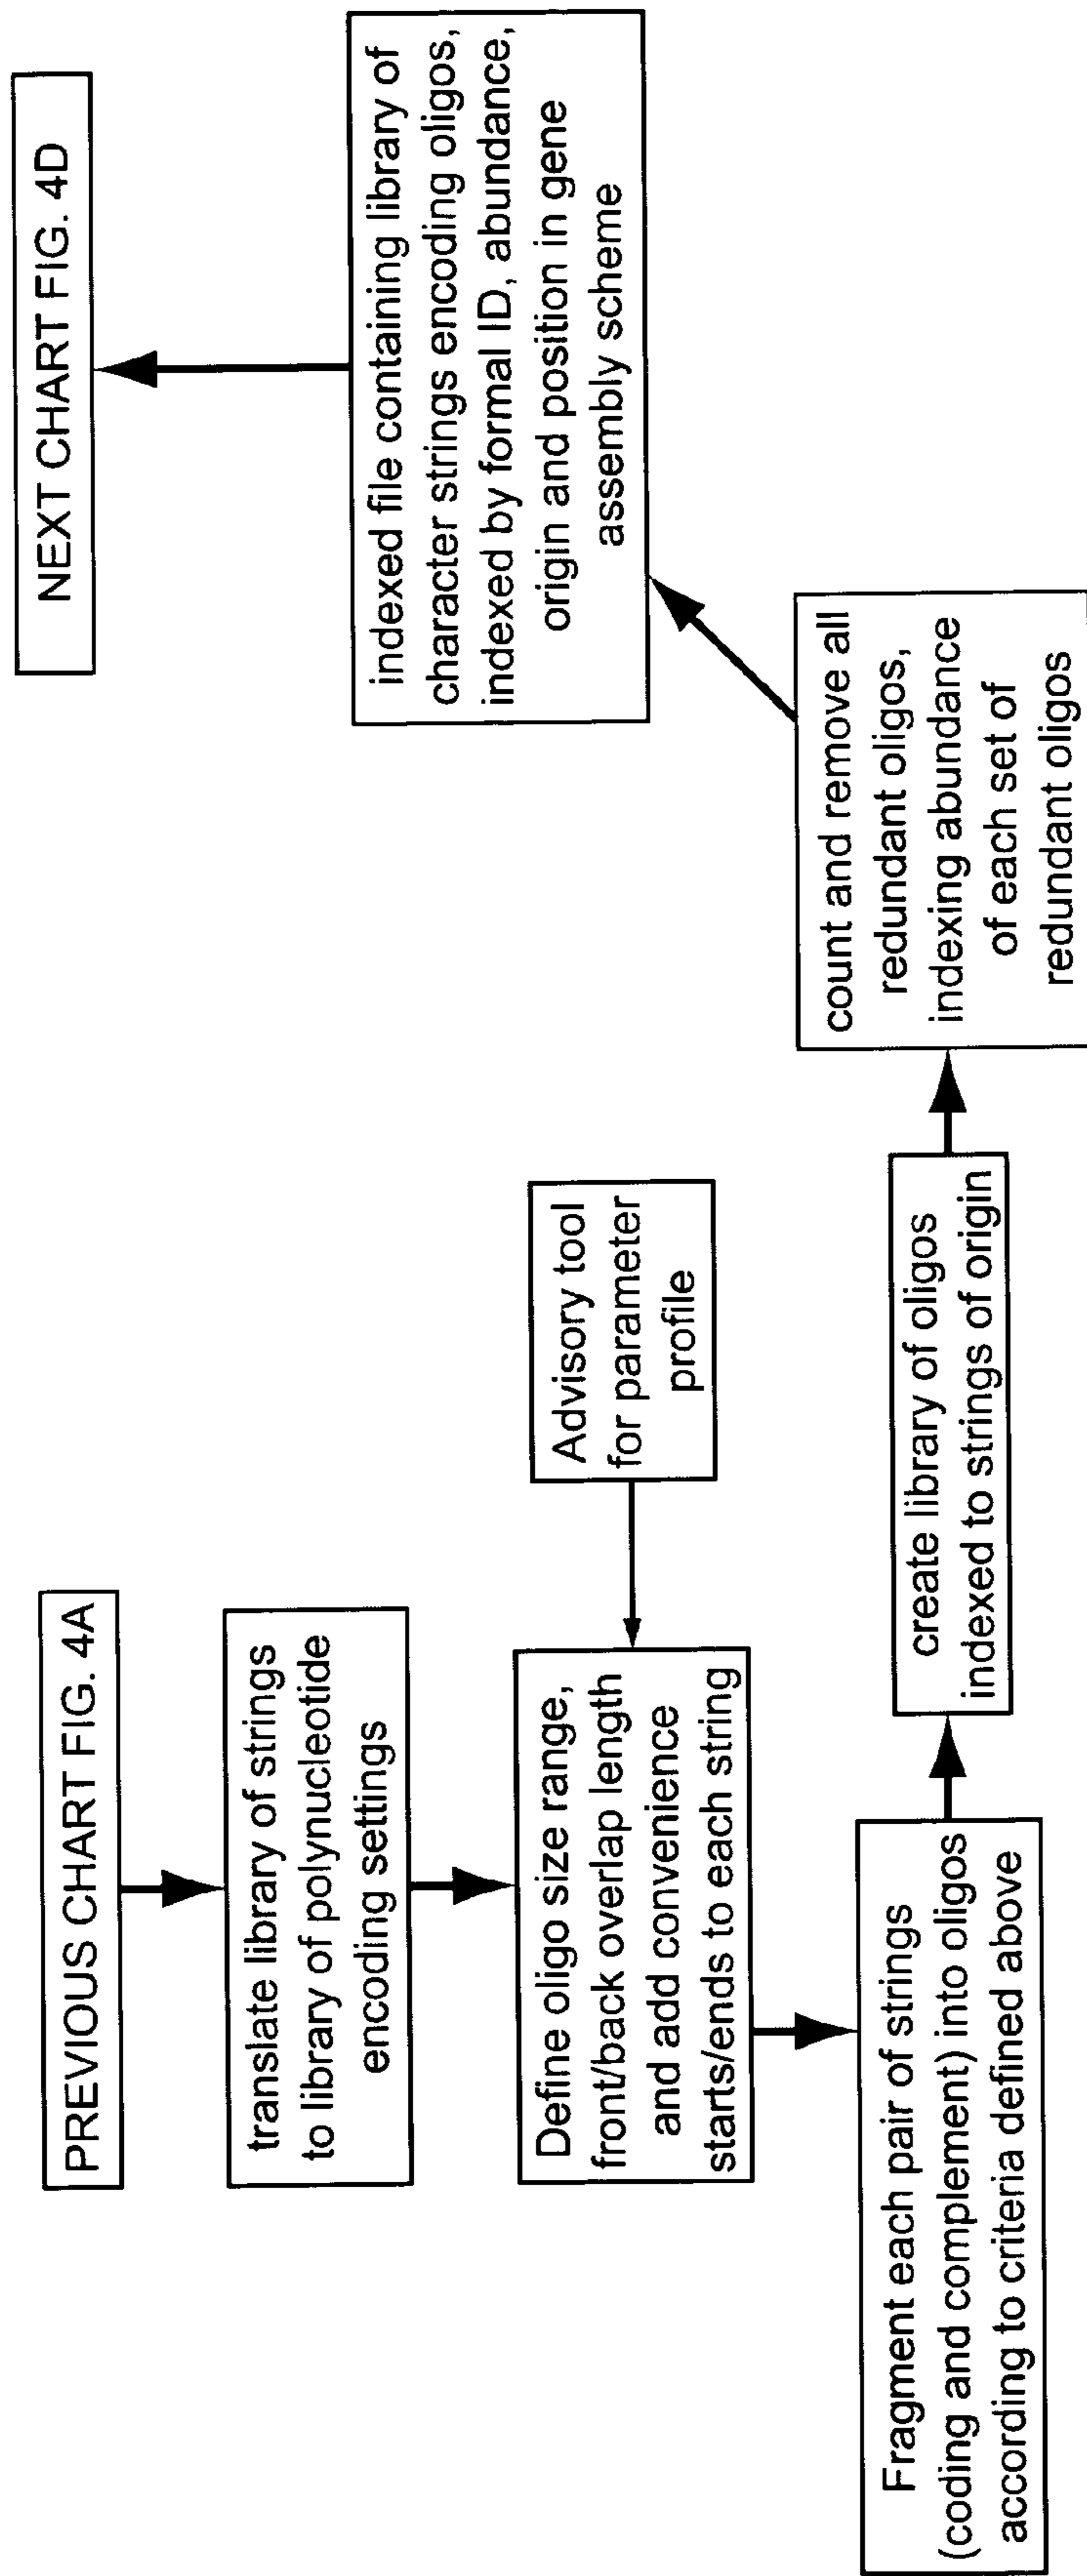 PREVIOUS CHART FIG. 4A
translate library of strings
to library of polynucleotide
encoding settings
Define oligo size range,
front/back overlap length
and add convenience
starts/ends to each string
Advisory tool
for parameter
profile
Fragment each pair of strings
(coding and complement) into oligos
according to criteria defined above
create library of oligos
indexed to strings of origin
count and remove all
redundant oligos,
indexing abundance
of each set of
redundant oligos
indexed file containing library of
character strings encoding oligos,
indexed by formal ID, abundance,
origin and position in gene
assembly scheme
NEXT CHART FIG. 4D